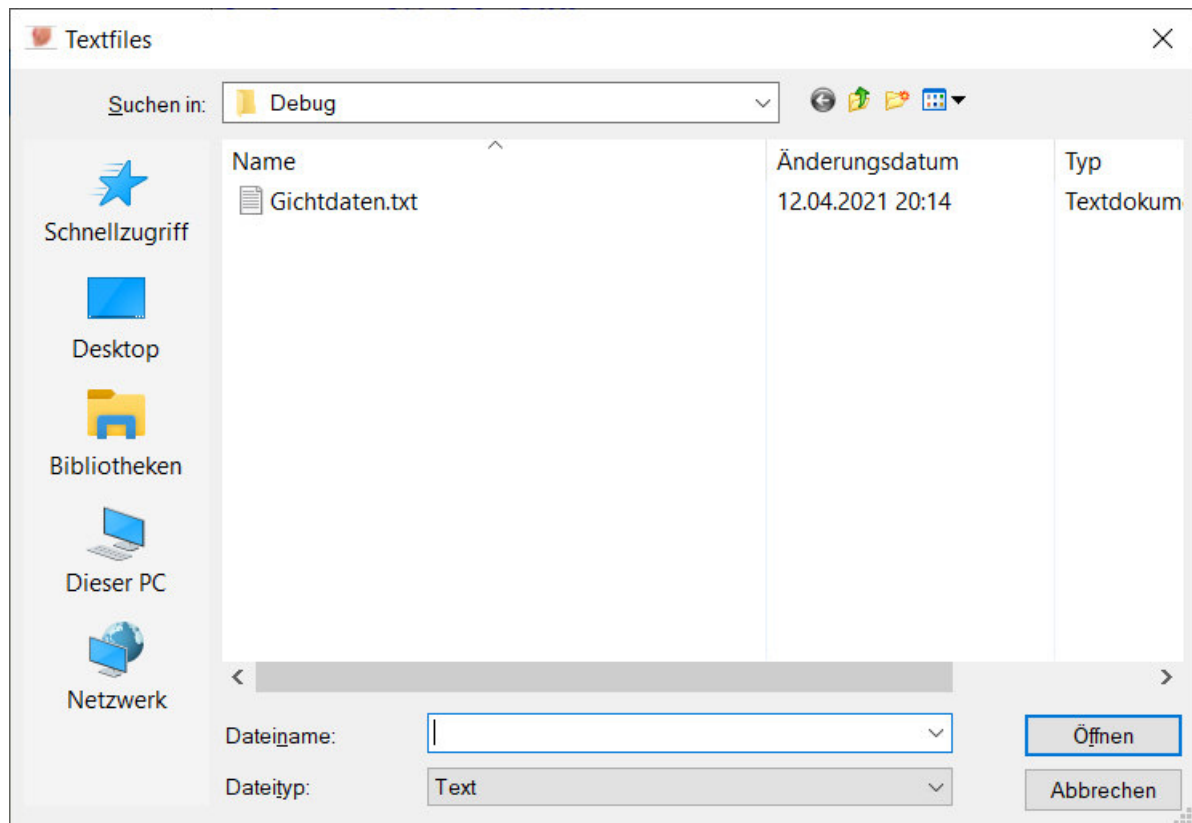 Textfiles
Suchen in:
Debug
Name
Änderungsdatum
Typ
Gichtdaten.txt
12.04.2021 20:14
Textdokum
Schnellzugriff
Desktop
Bibliotheken
Dieser PC
Netzwerk
Dateiname:
Öffnen
Dateityp:
Text
Abbrechen